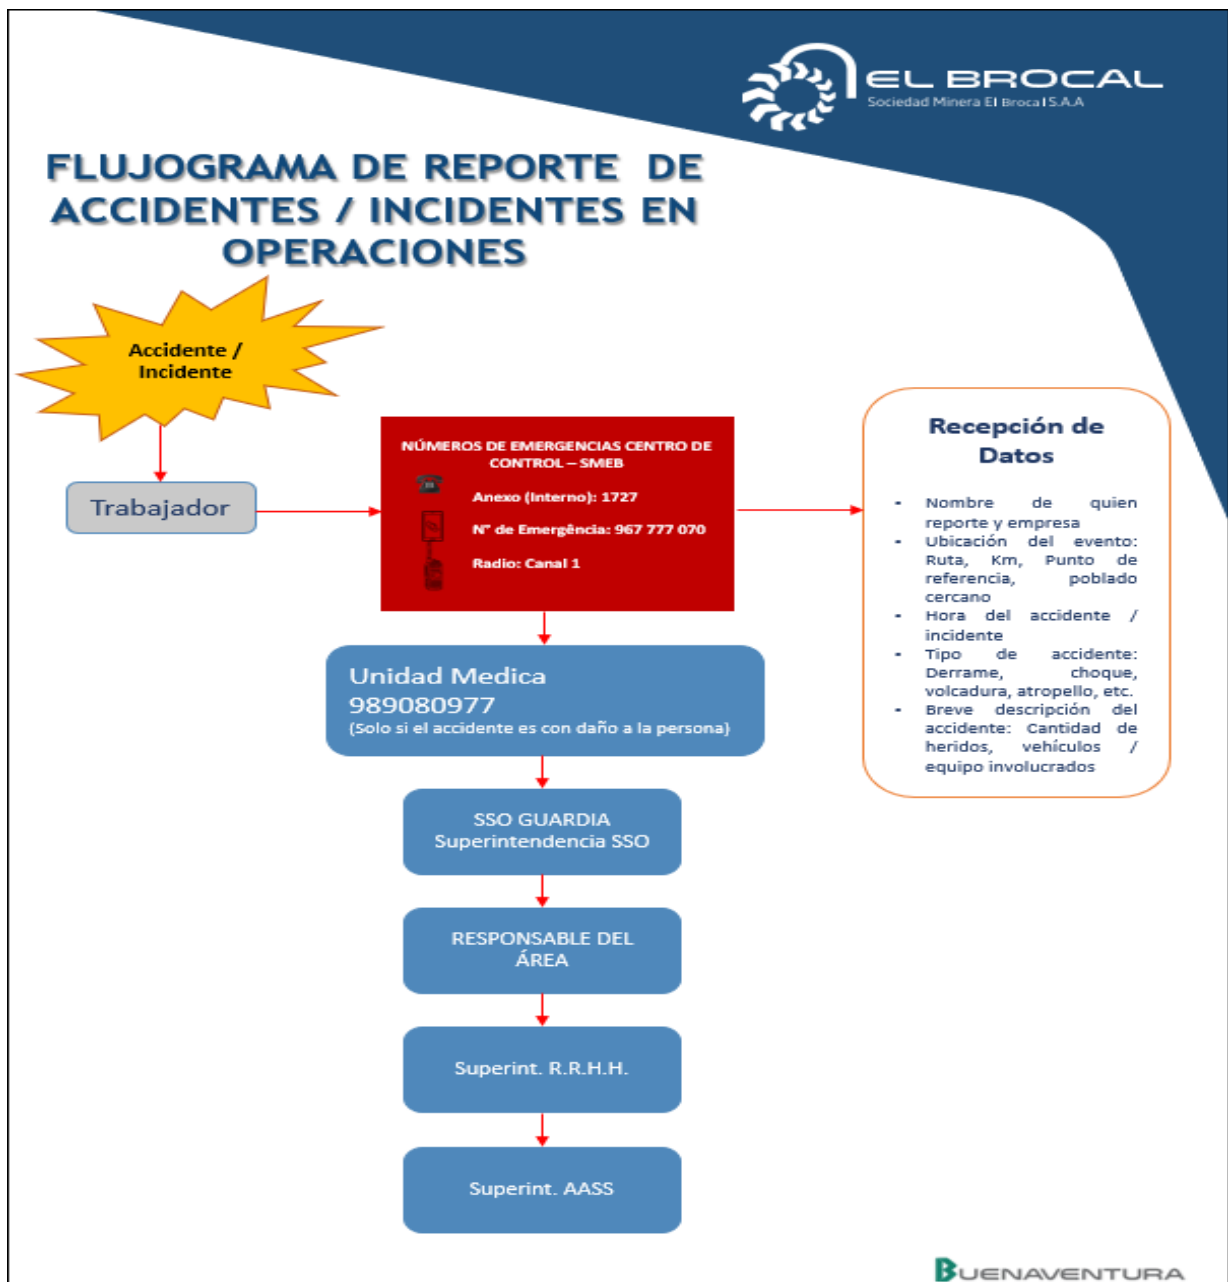 EL BROCAL
Sociedad Minera El Brocal S.A.A
FLUJOGRAMA DE REPORTE DE
ACCIDENTES / INCIDENTES EN
OPERACIONES
Accidente /
Incidente
Trabajador
NÚMEROS DE EMERGENCIAS CENTRO DE
CONTROL – SMEB
Anexo (Interno): 1727
N° de Emergência: 967 777 070
Radio: Canal 1
Recepción de
Datos
- Nombre de quien
reporte y empresa
- Ubicación del evento:
Ruta, Km, Punto de
referencia, poblado
cercano
- Hora del accidente /
incidente
- Tipo de accidente:
Derrame, choque,
volcadura, atropello, etc.
- Breve descripción del
accidente: Cantidad de
heridos, vehículos /
equipo involucrados
Unidad Medica
989080977
(Solo si el accidente es con daño a la persona)
SSO GUARDIA
Superintendencia SSO
RESPONSABLE DEL
ÁREA
Superint. R.R.H.H.
Superint. AASS
BUENAVENTURA